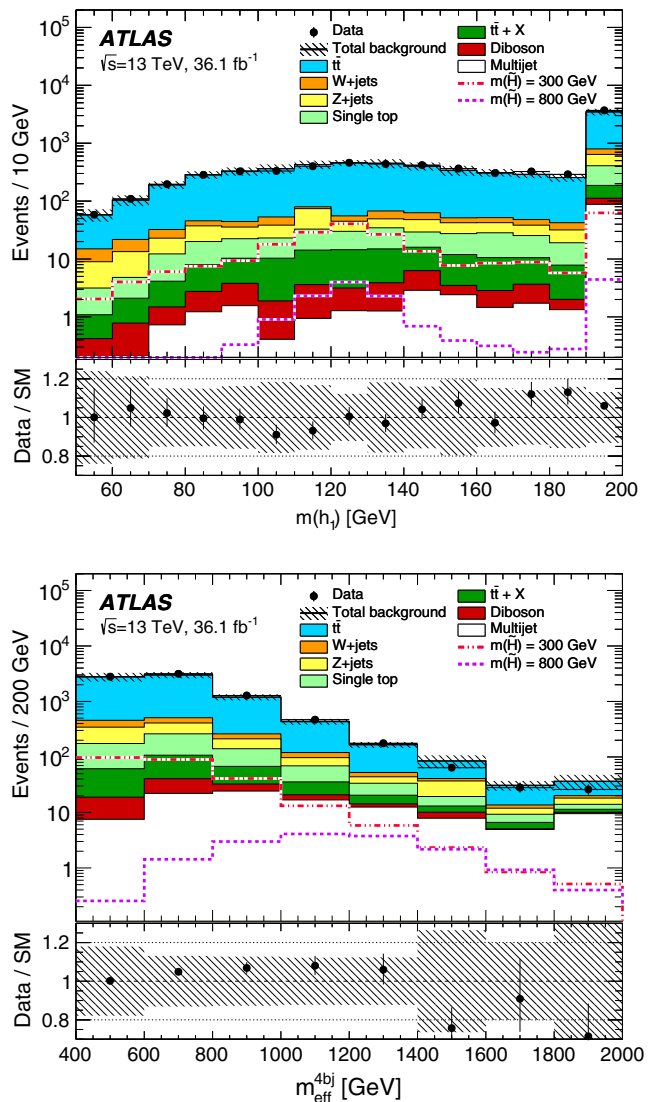 ATLAS
√s=13 TeV, 36.1 fb⁻¹
Data
Total background
tt̄
W+jets
Z+jets
Single top
tt̄ + X
Diboson
Multijet
m(H̃) = 300 GeV
m(H̃) = 800 GeV
Events / 10 GeV
10⁵
10⁴
10³
10²
10
1
Data / SM
1.2
1
0.8
60 80 100 120 140 160 180 200
m(h₁) [GeV]
ATLAS
√s=13 TeV, 36.1 fb⁻¹
Data
Total background
tt̄
W+jets
Z+jets
Single top
tt̄ + X
Diboson
Multijet
m(H̃) = 300 GeV
m(H̃) = 800 GeV
Events / 200 GeV
10⁵
10⁴
10³
10²
10
1
Data / SM
1.2
1
0.8
400 600 800 1000 1200 1400 1600 1800 2000
m_eff^4bj [GeV]